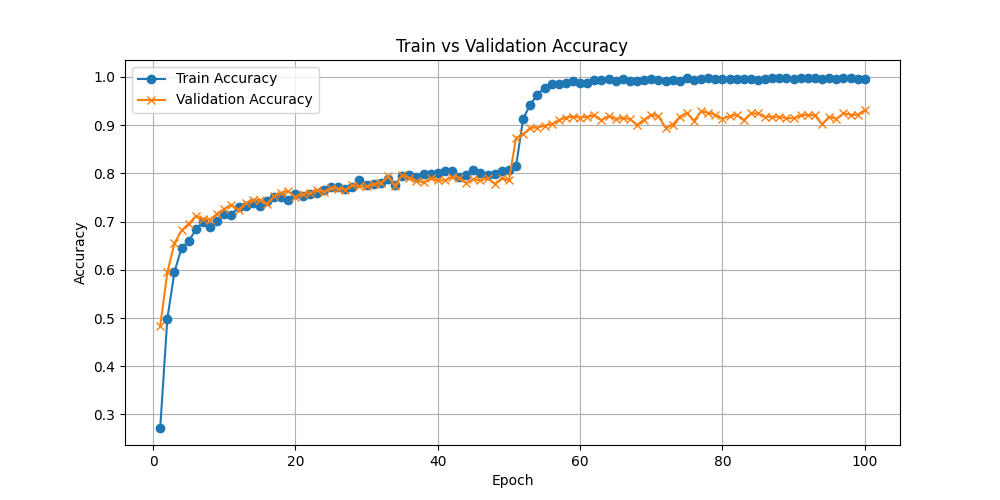 Train vs Validation Accuracy
Train Accuracy
Validation Accuracy
1.0
0.9
0.8
0.7
0.6
0.5
0.4
0.3
Accuracy
0 20 40 60 80 100
Epoch